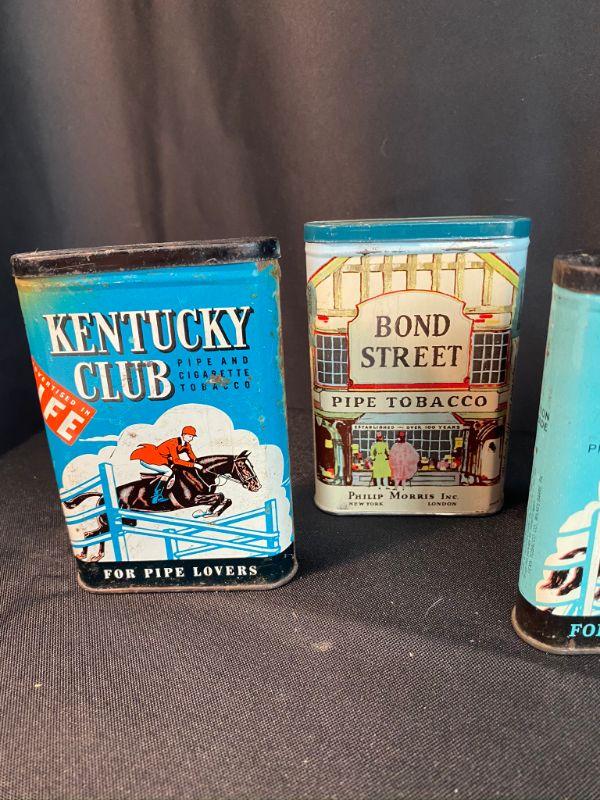 KENTUCKY
CLUB
PIPE AND
CIGARETTE
TOBACCO
ADVERTISED IN
LIFE
FOR PIPE LOVERS
BOND
STREET
PIPE TOBACCO
ESTABLISHED OVER 100 YEARS
PHILIP MORRIS INC.
NEW YORK LONDON